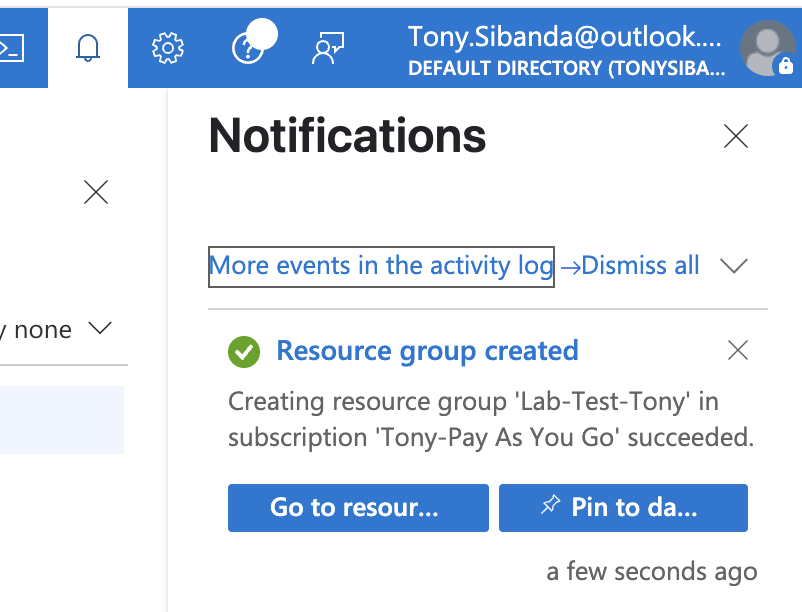 Tony.Sibanda@outlook....
DEFAULT DIRECTORY (TONYSIBA...
Notifications
More events in the activity log →Dismiss all
y none
Resource group created
Creating resource group 'Lab-Test-Tony' in
subscription 'Tony-Pay As You Go' succeeded.
Go to resour...
Pin to da...
a few seconds ago